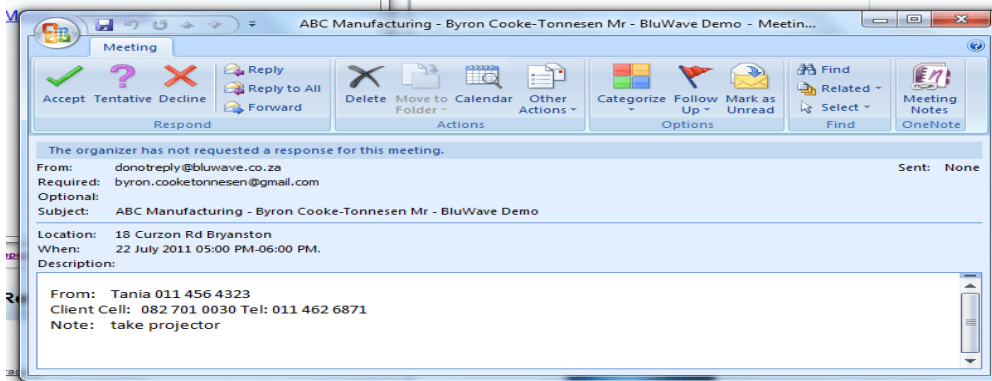 ABC Manufacturing - Byron Cooke-Tonnesen Mr - BluWave Demo - Meetin...
Meeting
Accept Tentative Decline
Reply
Reply to All
Forward
Respond
Delete
Move to Folder
Calendar
Other Actions
Actions
Categorize
Follow Up
Mark as Unread
Options
Find
Related
Select
Find
Meeting Notes
OneNote
The organizer has not requested a response for this meeting.
From: donotreply@bluwave.co.za Sent: None
Required: byron.cooketonnesen@gmail.com
Optional:
Subject: ABC Manufacturing - Byron Cooke-Tonnesen Mr - BluWave Demo
Location: 18 Curzon Rd Bryanston
When: 22 July 2011 05:00 PM-06:00 PM.
Description:
From: Tania 011 456 4323
Client Cell: 082 701 0030 Tel: 011 462 6871
Note: take projector